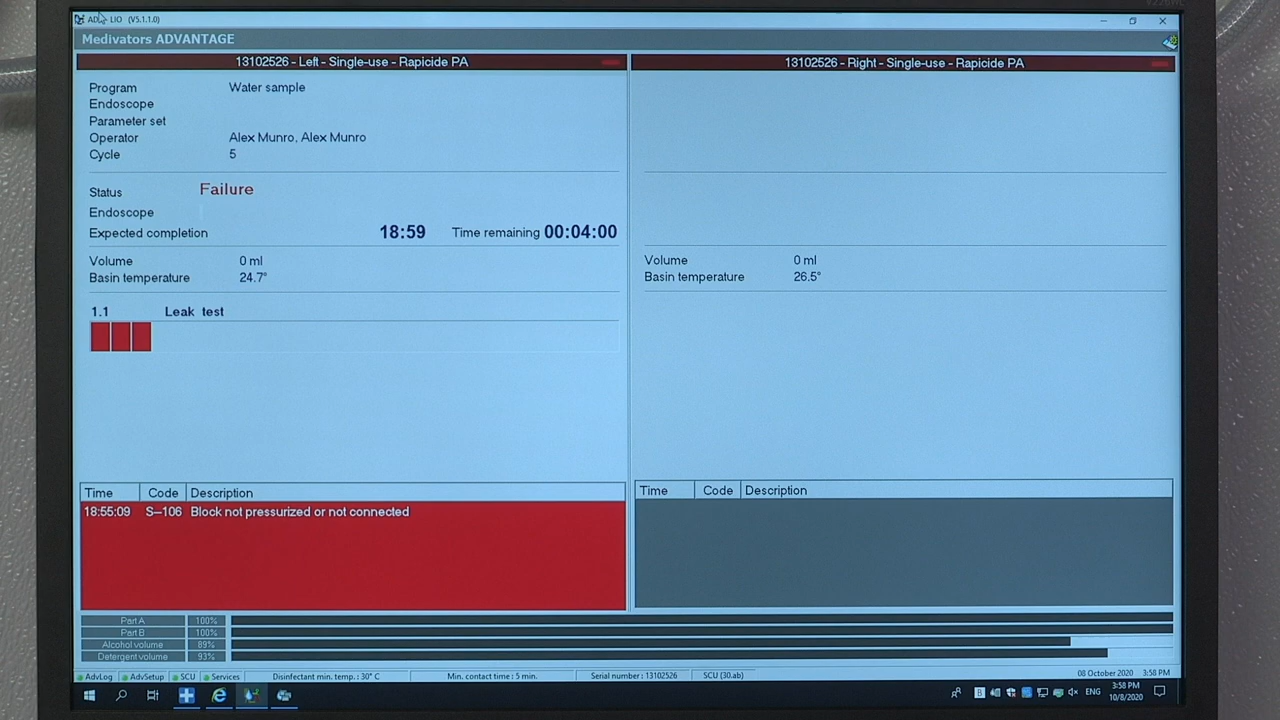 V226WL
LIO (V5.1.1.0)
Medivators ADVANTAGE
13102526 - Left - Single-use - Rapicide PA
Program Water sample
Endoscope
Parameter set
Operator Alex Munro, Alex Munro
Cycle 5
Status Failure
Endoscope
Expected completion 18:59 Time remaining 00:04:00
Volume 0 ml
Basin temperature 24.7°
1.1 Leak test
Time Code Description
18:55:09 S-106 Block not pressurized or not connected
13102526 - Right - Single-use - Rapicide PA
Volume 0 ml
Basin temperature 26.5°
Time Code Description
Part A 100%
Part B 100%
Alcohol volume 89%
Detergent volume 93%
AdvLog AdvSetup SCU Services Disinfectant min. temp. : 30° C Min. contact time : 5 min. Serial number : 13102526 SCU (30.ab) 08 October 2020 3:58 PM
ENG 3:58 PM
10/8/2020